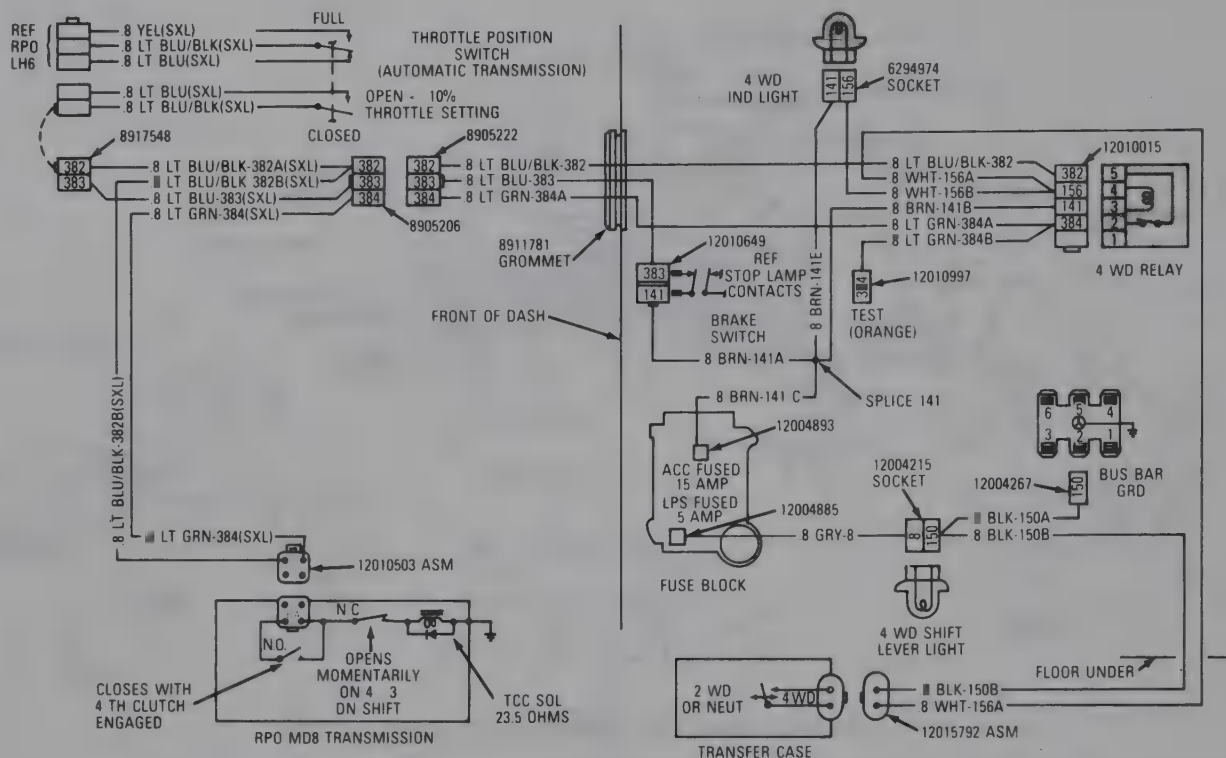 REF
RPO
LH6
.8 YEL(SXL)
.8 LT BLU/BLK(SXL)
.8 LT BLU(SXL)
FULL
THROTTLE POSITION
SWITCH
(AUTOMATIC TRANSMISSION)
.8 LT BLU(SXL)
.8 LT BLU/BLK(SXL)
OPEN - 10%
THROTTLE SETTING
CLOSED
8917548
382
383
.8 LT BLU/BLK-382A(SXL)
LT BLU/BLK 382B(SXL)
.8 LT BLU-383(SXL)
LT GRN-384(SXL)
382
383
384
8905206
8905222
382
383
384
8 LT BLU/BLK-382
8 LT BLU-383
8 LT GRN-384A
8911781
GROMMET
FRONT OF DASH
4 WD
IND LIGHT
141
156
6294974
SOCKET
8 LT BLU/BLK-382
8 WHT-156A
8 WHT-156B
8 BRN-141B
8 LT GRN-384A
8 LT GRN-384B
12010015
382
156
141
384
5
4
3
2
1
4 WD RELAY
12010649
383
141
REF
STOP LAMP
CONTACTS
BRAKE
SWITCH
8 BRN-141E
12010997
TEST
(ORANGE)
8 BRN-141A
SPLICE 141
8 BRN-141 C
12004893
ACC FUSED
15 AMP
LPS FUSED
5 AMP
12004885
FUSE BLOCK
8 GRY-8
12004215
SOCKET
8
150
12004267
150
6
5
4
3
2
1
BUS BAR
GRD
BLK-150A
8 BLK-150B
4 WD SHIFT
LEVER LIGHT
FLOOR UNDER
.8 LT BLU/BLK-382B(SXL)
LT GRN-384(SXL)
12010503 ASM
N.O.
N C
CLOSES WITH
4 TH CLUTCH
ENGAGED
OPENS
MOMENTARILY
ON 4 3
DN SHIFT
TCC SOL
23.5 OHMS
RPO MD8 TRANSMISSION
2 WD
OR NEUT
4 WD
TRANSFER CASE
BLK-150B
8 WHT-156A
12015792 ASM